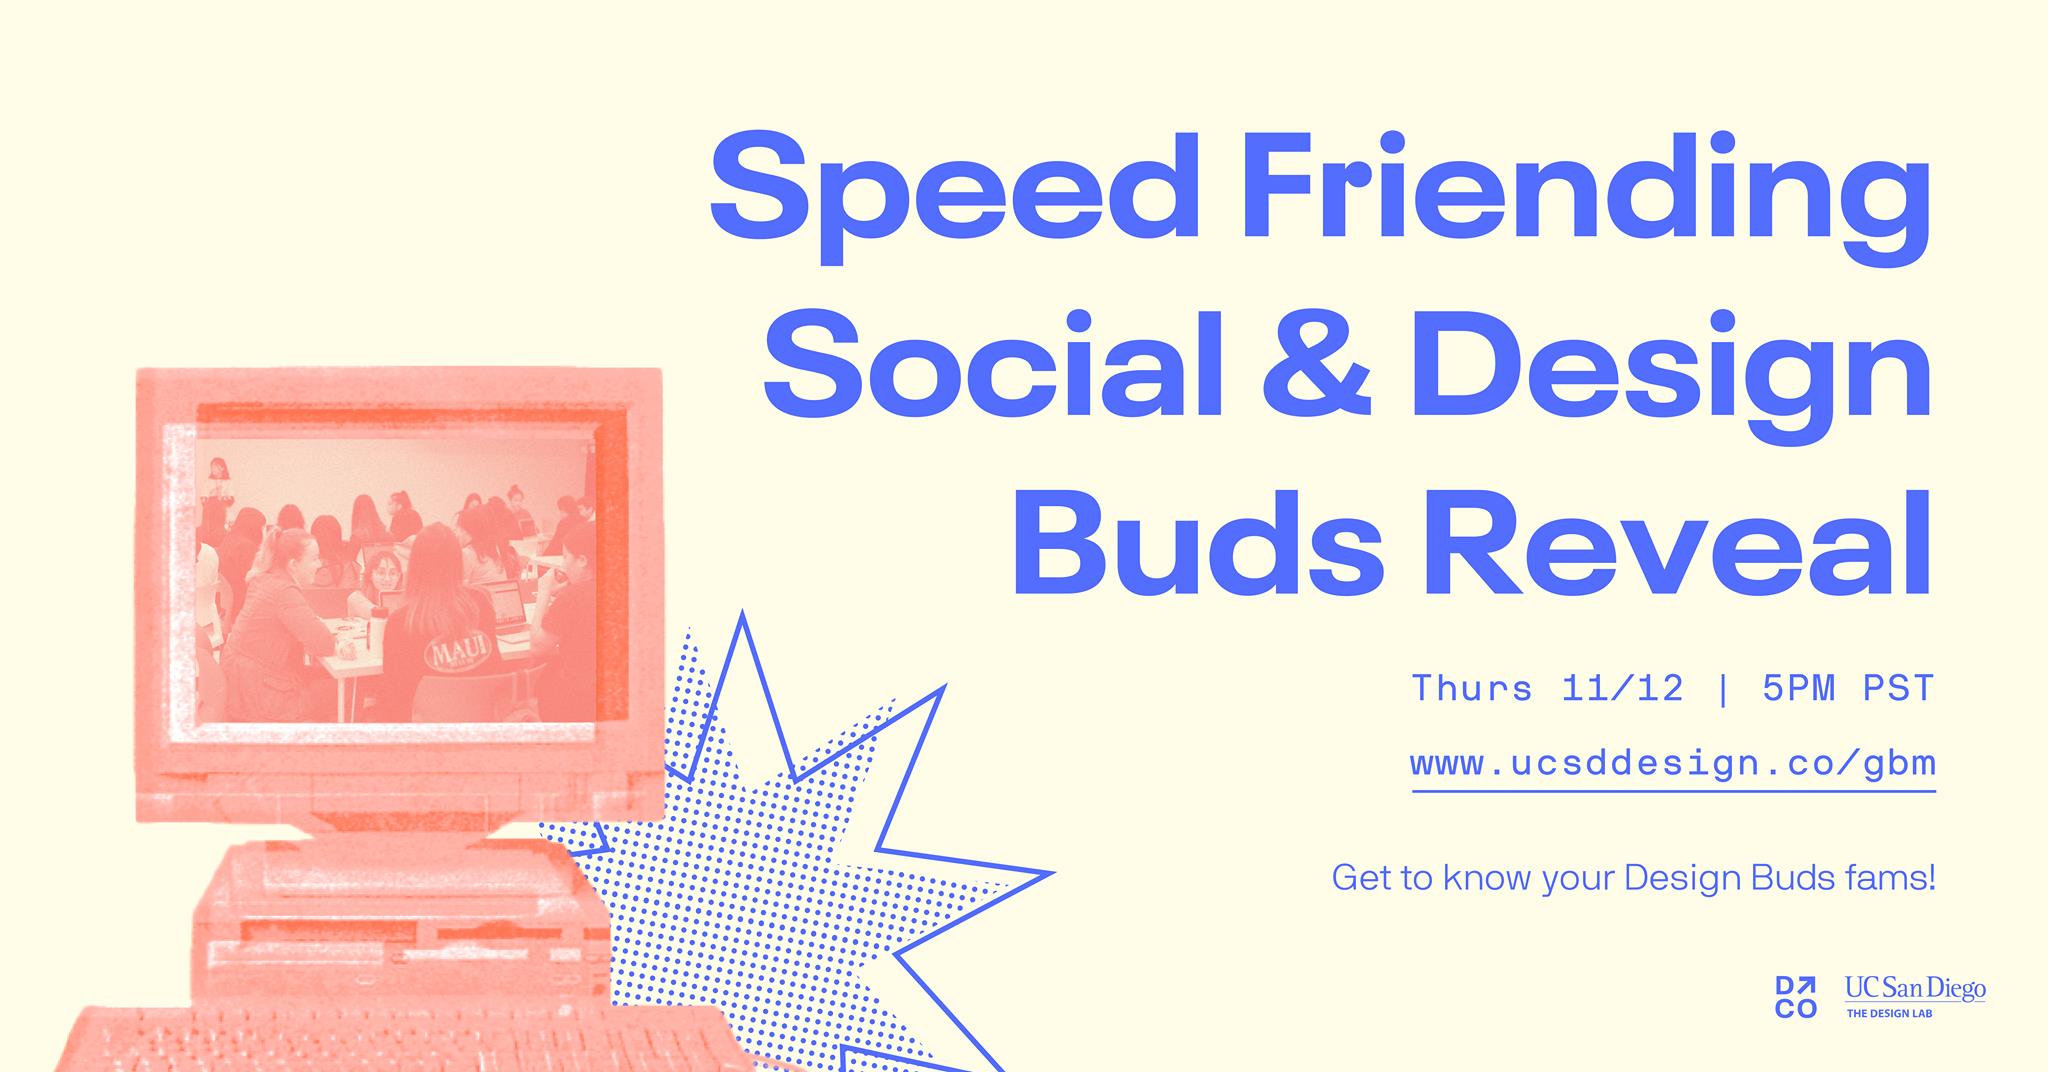 Speed Friending
Social & Design
Buds Reveal
Thurs 11/12 | 5PM PST
www.ucsddesign.co/gbm
Get to know your Design Buds fams!
MAUI
D↗
CO
UC San Diego
THE DESIGN LAB